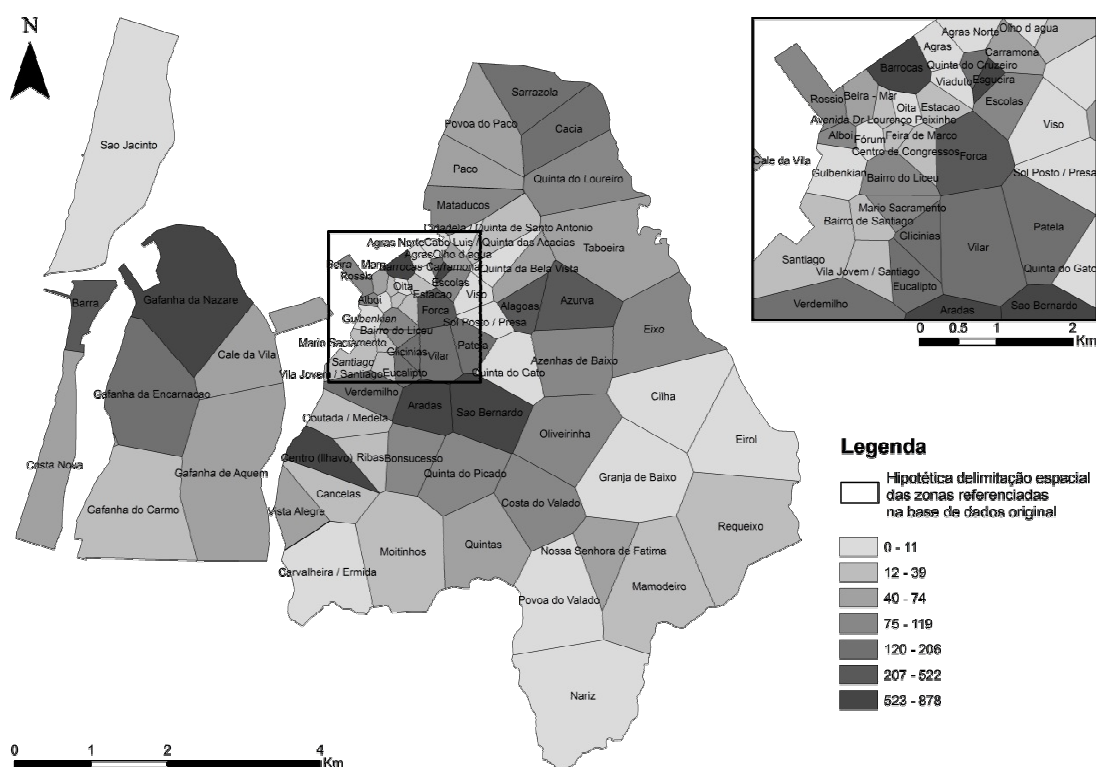 N
Sao Jacinto
Sarrazola
Povoa do Paco
Cacia
Paco
Quinta do Loureiro
Mataducos
Cidadela / Quinta de Santo Antonio
Agras Norte
Cabo Luis / Quinta das Acacias
Taboeira
Agras
Olho d agua
Beira - Mar
Barrocas
Carramona
Quinta da Bela Vista
Rossio
Oita
Escolas
Gafanha da Nazare
Barra
Alboi
Estacao
Viso
Alagoas
Azurva
Forca
Gulbenkian
Sol Posto / Presa
Bairro do Liceu
Eixo
Mario Sacramento
Patela
Cale da Vila
Glicinias
Vilar
Azenhas de Baixo
Santiago
Quinta do Gato
Vila Jovem / Santiago
Eucalipto
Gafanha da Encarnacao
Verdemilho
Cilha
Aradas
Sao Bernardo
Coutada / Medela
Oliveirinha
Eirol
Centro (Ilhavo)
Ribas
Bonsucesso
Costa Nova
Gafanha de Aquem
Quinta do Picado
Granja de Baixo
Cancelas
Costa do Valado
Gafanha do Carmo
Vista Alegre
Requeixo
Moitinhos
Quintas
Nossa Senhora de Fatima
Carvalheira / Ermida
Mamodeiro
Povoa do Valado
Nariz
0 1 2 4
Km
Agras Norte
Olho d agua
Agras
Carramona
Barrocas
Quinta do Cruzeiro
Viaduto
Esgueira
Rossio
Beira - Mar
Oita
Estacao
Escolas
Avenida Dr Lourenço Peixinho
Viso
Alboi
Fórum
Feira de Marco
Centro de Congressos
Forca
Cale da Vila
Gulbenkian
Bairro do Liceu
Sol Posto / Presa
Mario Sacramento
Bairro de Santiago
Patela
Glicinias
Vilar
Santiago
Vila Jovem / Santiago
Quinta do Gato
Eucalipto
Verdemilho
Aradas
Sao Bernardo
0 0.5 1 2
Km
Legenda
Hipotética delimitação espacial
das zonas referenciadas
na base de dados original
0 - 11
12 - 39
40 - 74
75 - 119
120 - 206
207 - 522
523 - 878